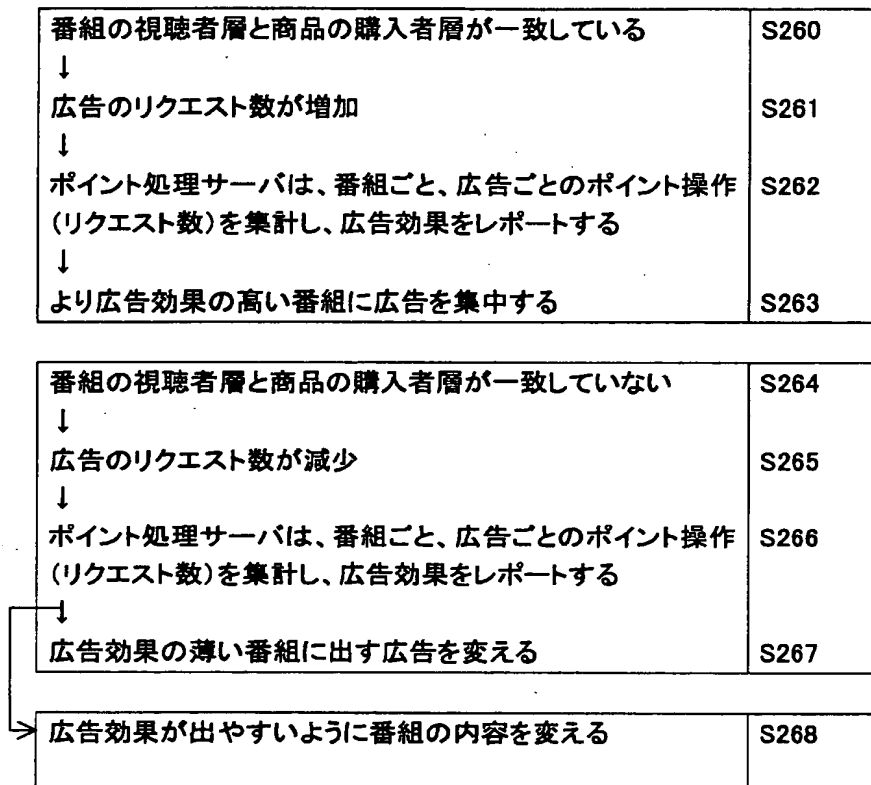 番組の視聴者層と商品の購入者層が一致している S260
↓
広告のリクエスト数が増加 S261
↓
ポイント処理サーバは、番組ごと、広告ごとのポイント操作 S262
(リクエスト数)を集計し、広告効果をレポートする
↓
より広告効果の高い番組に広告を集中する S263
番組の視聴者層と商品の購入者層が一致していない S264
↓
広告のリクエスト数が減少 S265
↓
ポイント処理サーバは、番組ごと、広告ごとのポイント操作 S266
(リクエスト数)を集計し、広告効果をレポートする
↓
広告効果の薄い番組に出す広告を変える S267
広告効果が出やすいように番組の内容を変える S268